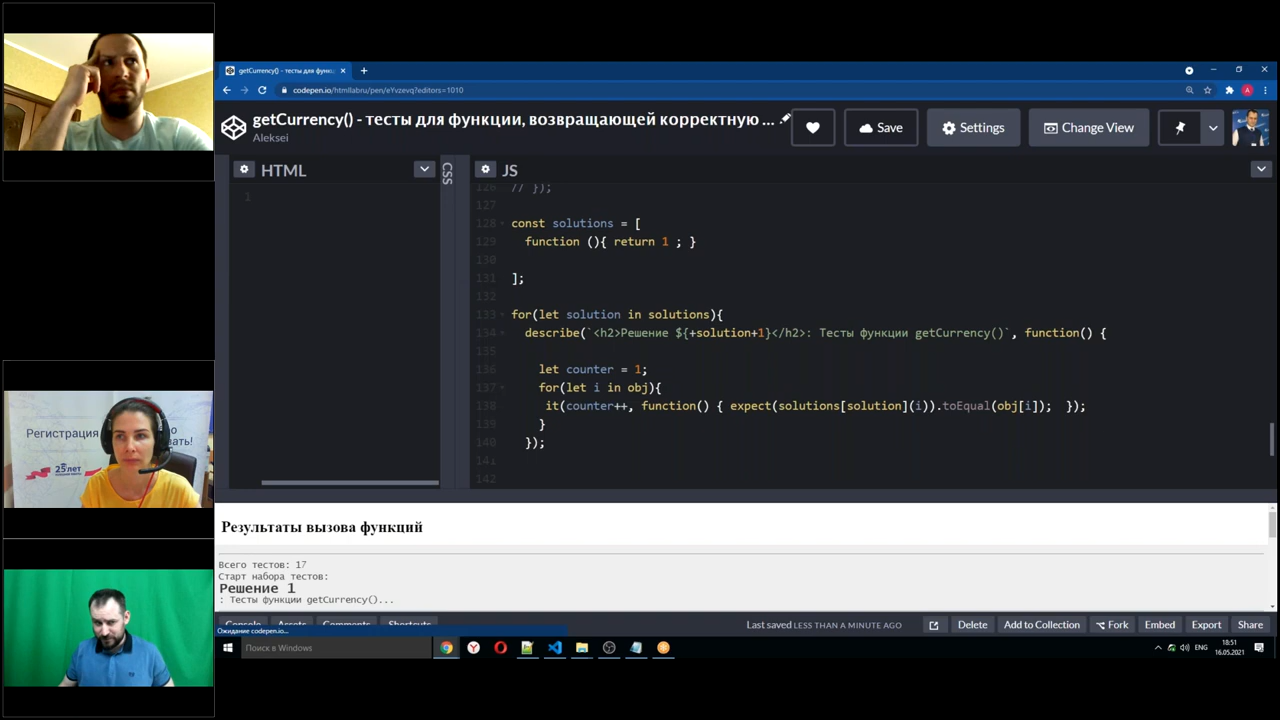 getCurrency() - тесты для функц
codepen.io/htmllabru/pen/eYvzevq?editors=1010
getCurrency() - тесты для функции, возвращающей корректную ...
Aleksei
Save
Settings
Change View
HTML
CSS
JS
1
126 // });
127
128 const solutions = [
129 function (){ return 1 ; }
130
131 ];
132
133 for(let solution in solutions){
134 describe(`<h2>Решение ${+solution+1}</h2>: Тесты функции getCurrency()`, function() {
135
136 let counter = 1;
137 for(let i in obj){
138 it(counter++, function() { expect(solutions[solution](i)).toEqual(obj[i]); });
139 }
140 });
141
142
Регистрация
25 лет
Результаты вызова функций
Всего тестов: 17
Старт набора тестов:
Решение 1
: Тесты функции getCurrency()...
Console Assets Comments Shortcuts
Ожидание codepen.io...
Last saved LESS THAN A MINUTE AGO
Delete
Add to Collection
Fork
Embed
Export
Share
Поиск в Windows
ENG
18:51
16.05.2021